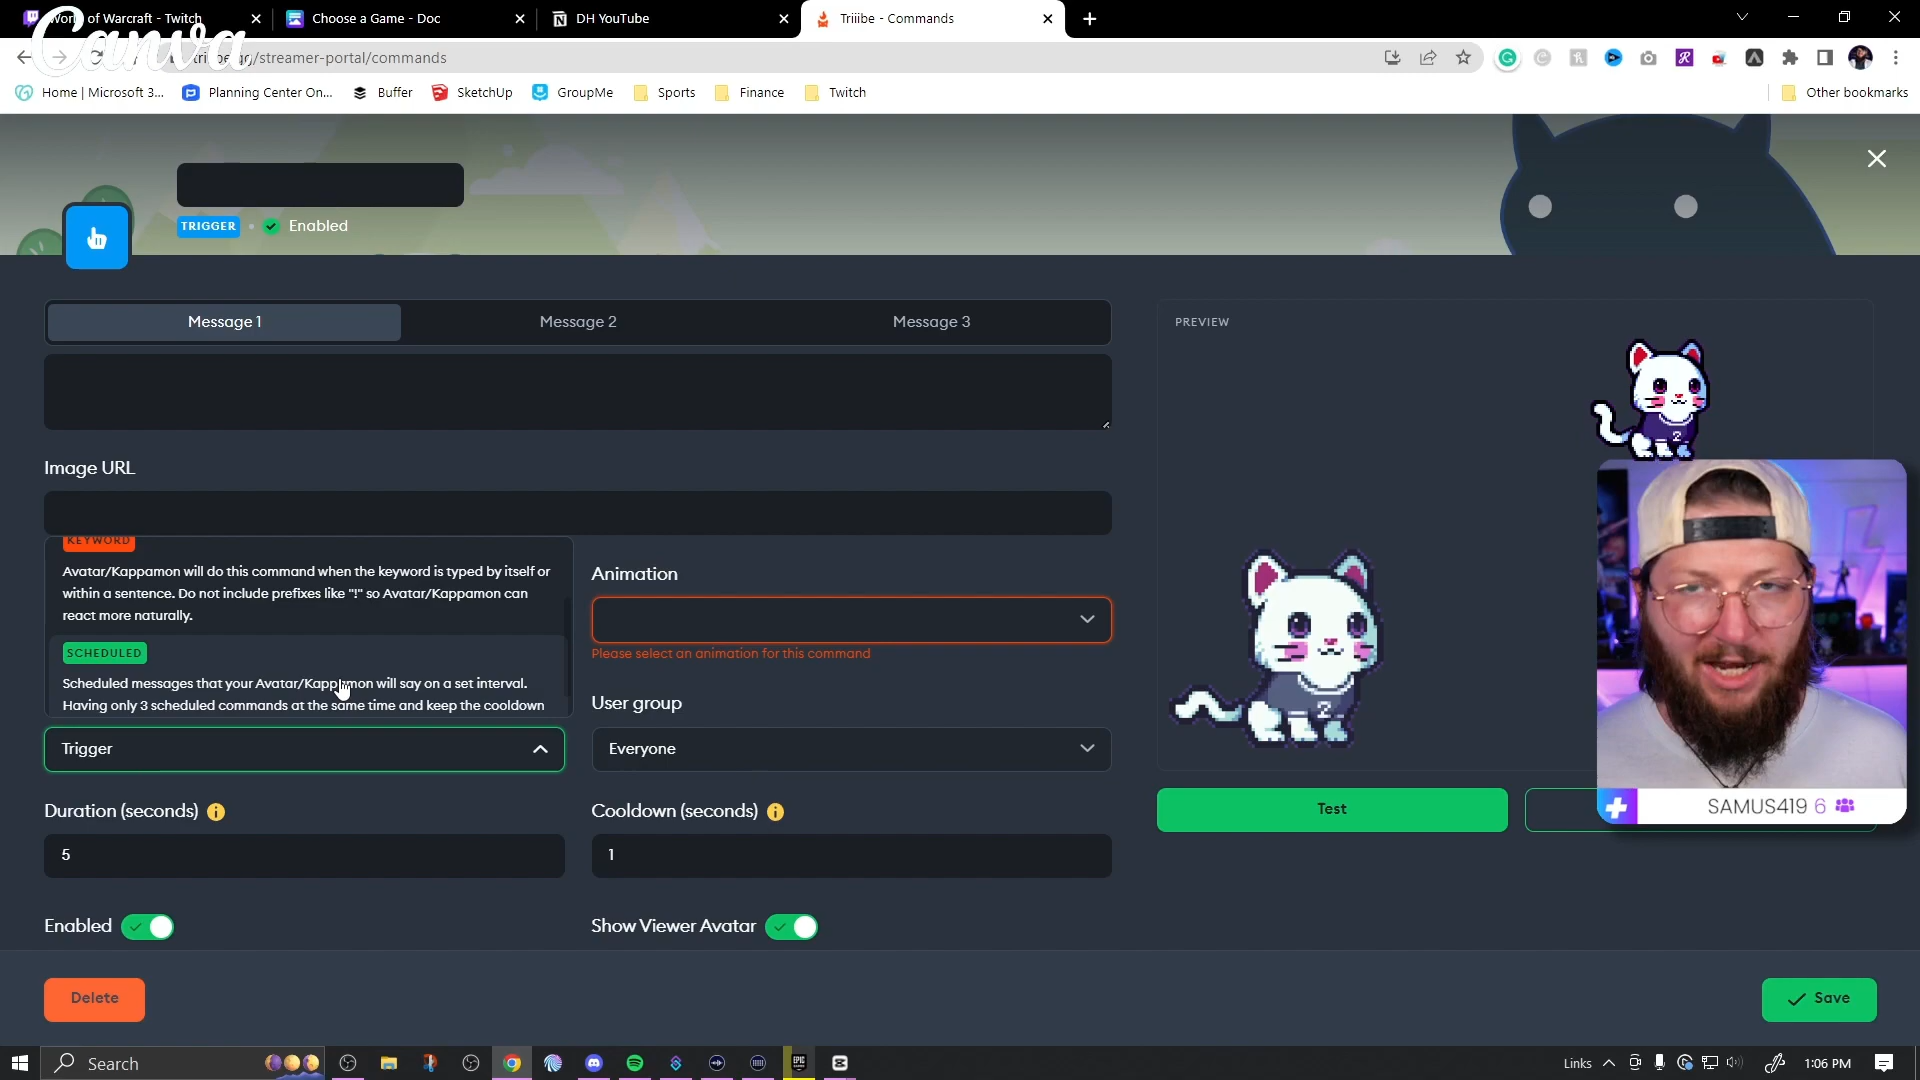 World of Warcraft - Twitch
Choose a Game - Doc
DH YouTube
Triiibe - Commands
Canva
/streamer-portal/commands
Home | Microsoft 3...
Planning Center On...
Buffer
SketchUp
GroupMe
Sports
Finance
Twitch
Other bookmarks
TRIGGER
Enabled
Message 1
Message 2
Message 3
PREVIEW
Image URL
KEYWORD
Avatar/Kappamon will do this command when the keyword is typed by itself or
within a sentence. Do not include prefixes like "!" so Avatar/Kappamon can
react more naturally.
SCHEDULED
Scheduled messages that your Avatar/Kappamon will say on a set interval.
Having only 3 scheduled commands at the same time and keep the cooldown
Animation
Please select an animation for this command
Trigger
User group
Everyone
Duration (seconds)
5
Cooldown (seconds)
1
Enabled
Show Viewer Avatar
2
2
Test
SAMUS419 6
Delete
Save
Search
EPIC
Links
1:06 PM